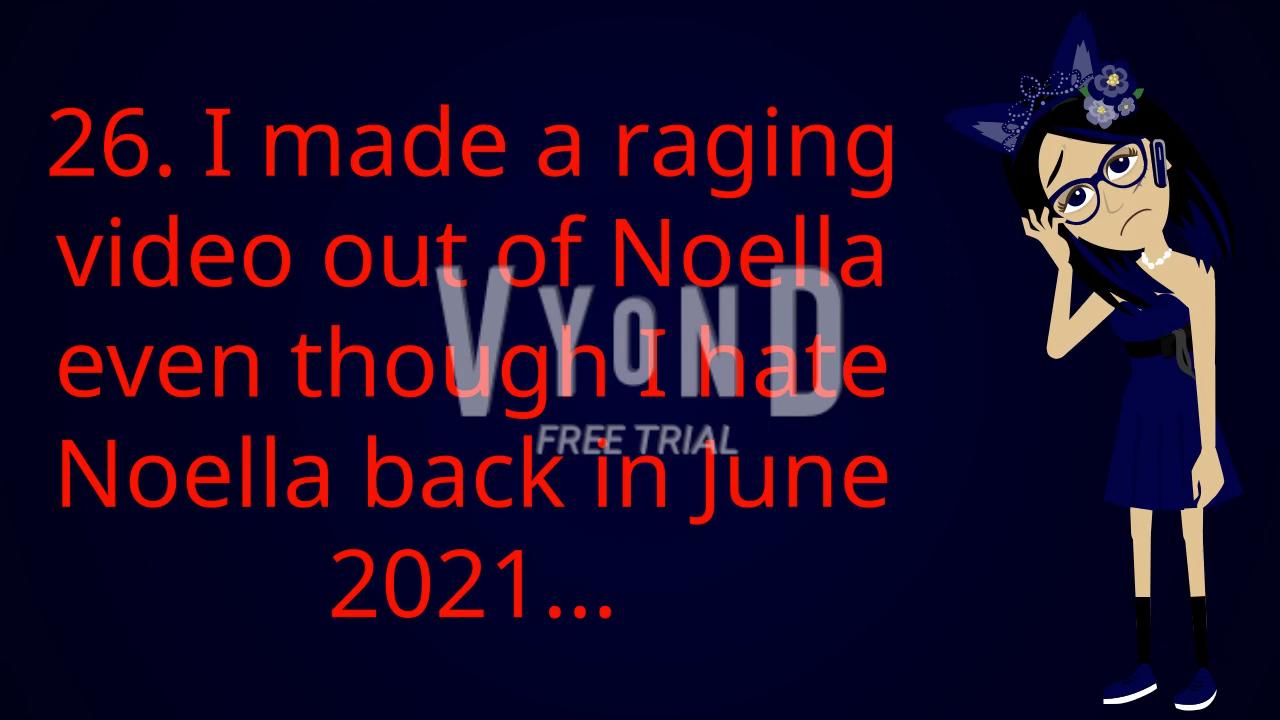 26. I made a raging
video out of Noella
even though I hate
Noella back in June
2021...
VYOND
FREE TRIAL